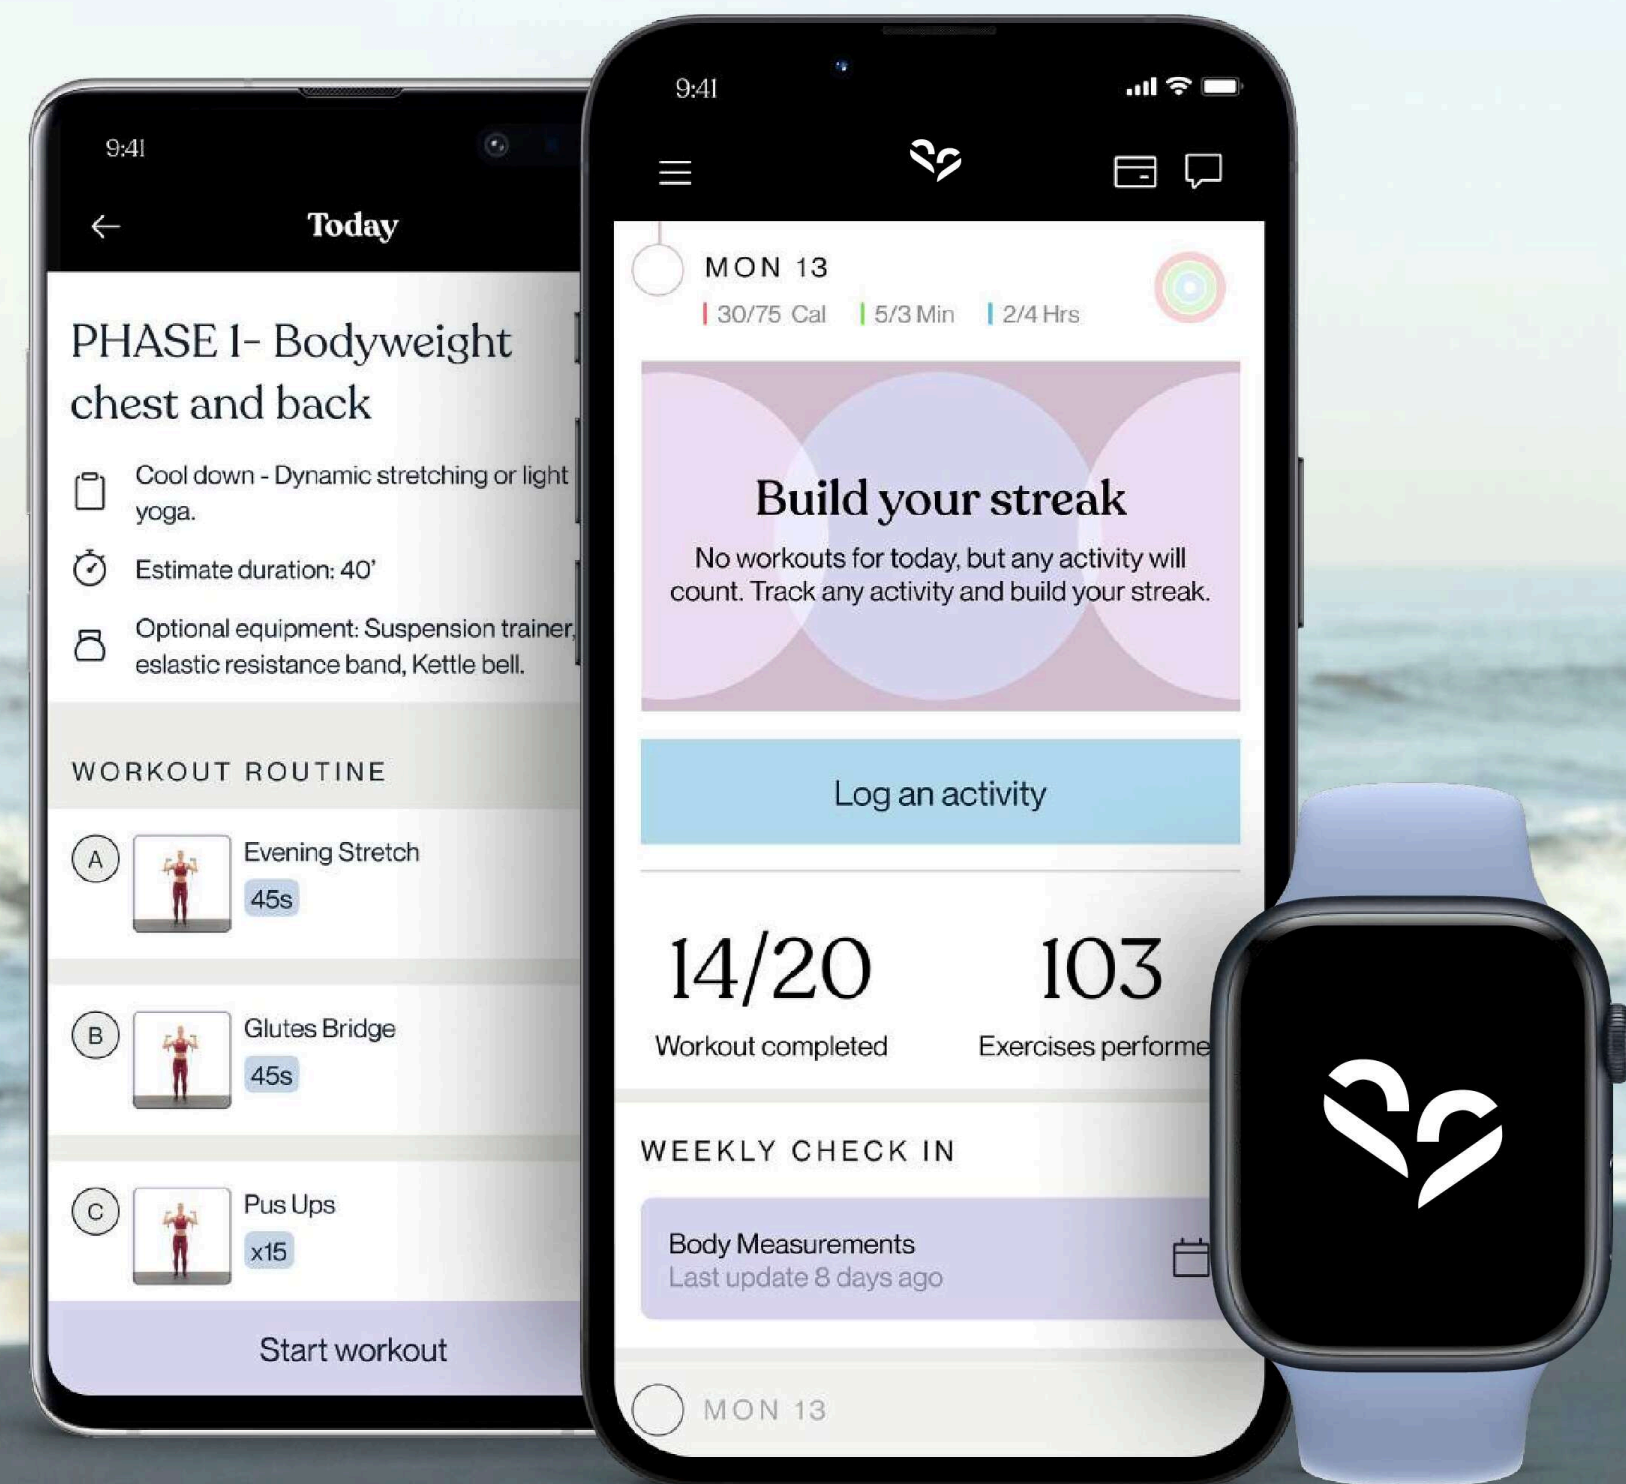 9:41
Today
PHASE 1- Bodyweight
chest and back
Cool down - Dynamic stretching or light
yoga.
Estimate duration: 40'
Optional equipment: Suspension trainer,
eslastic resistance band, Kettle bell.
WORKOUT ROUTINE
A
Evening Stretch
45s
B
Glutes Bridge
45s
C
Pus Ups
x15
Start workout
9:41
MON 13
30/75 Cal 5/3 Min 2/4 Hrs
Build your streak
No workouts for today, but any activity will
count. Track any activity and build your streak.
Log an activity
14/20 103
Workout completed Exercises performe
WEEKLY CHECK IN
Body Measurements
Last update 8 days ago
MON 13